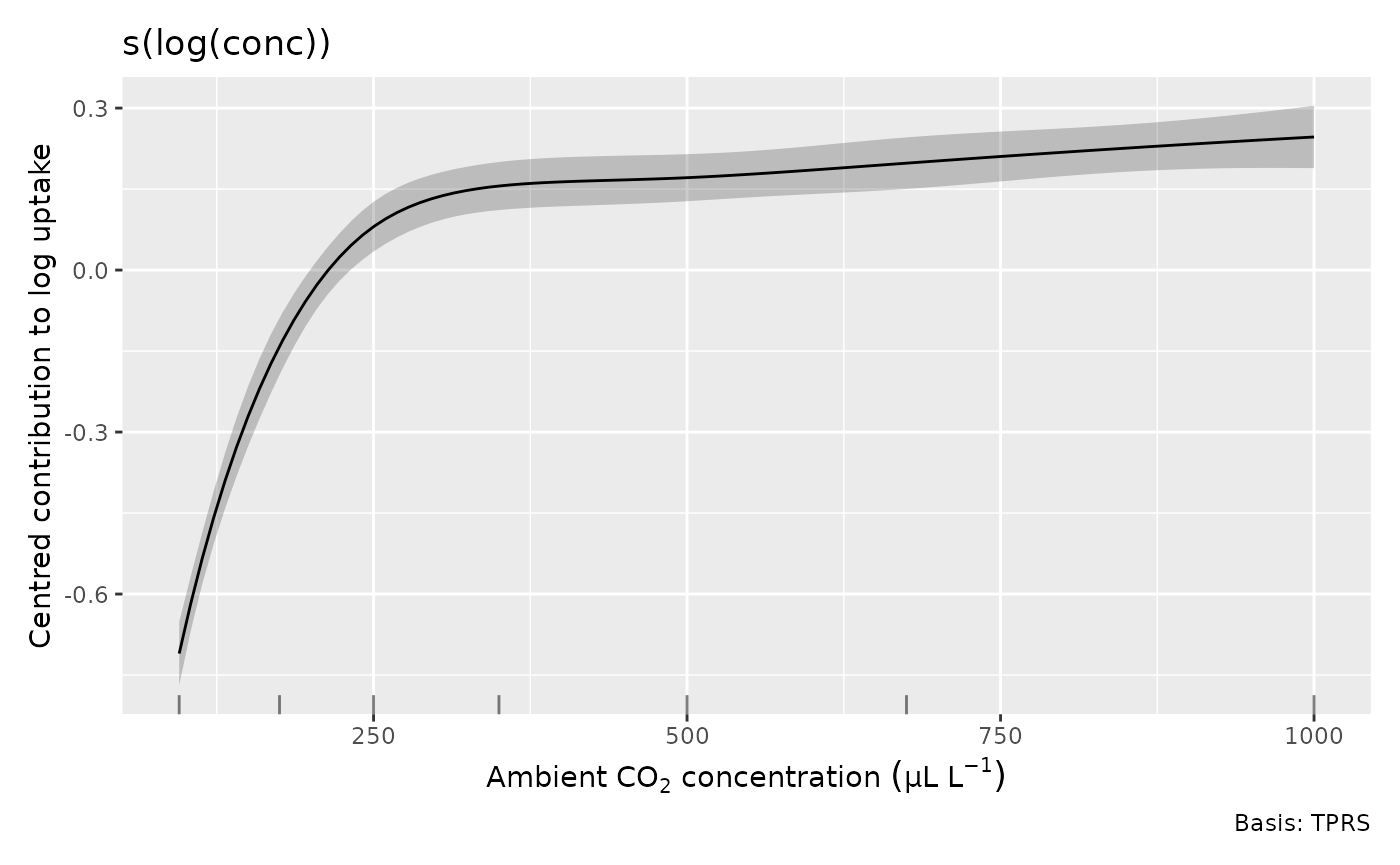 s(log(conc))
Centred contribution to log uptake
0.3
0.0
-0.3
-0.6
250 500 750 1000
Ambient CO₂ concentration (μL L⁻¹)
Basis: TPRS